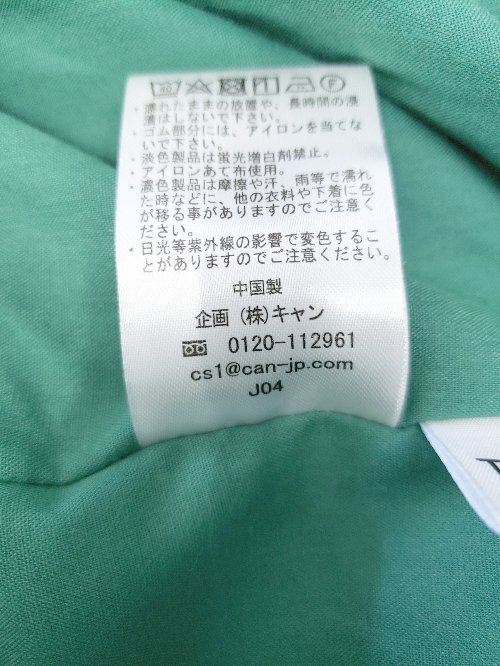 ・濡れたままの放置や、長時間の浸
漬はしないで下さい。
・ゴム部分には、アイロンを当てな
いで下さい。
・淡色製品は蛍光増白剤禁止。
・アイロンあて布使用。
・濃色製品は摩擦や汗、雨等で濡れ
た時などに、他の衣料や下着に色
が移る事がありますのでご注意く
ださい。
・日光等紫外線の影響で変色するこ
とがありますのでご注意ください。
中国製
企画 (株)キャン
0120-112961
cs1@can-jp.com
J04